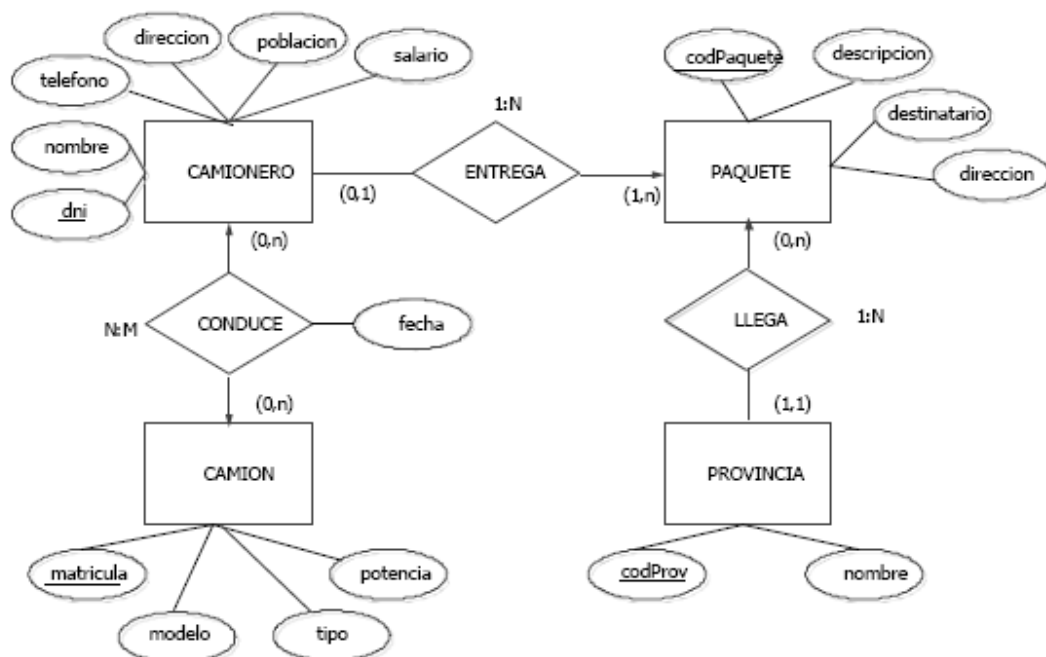 direccion
poblacion
salario
telefono
codPaquete
descripcion
1:N
nombre
CAMIONERO
ENTREGA
PAQUETE
destinatario
direccion
dni
(0,1)
(1,n)
(0,n)
(0,n)
N:M
CONDUCE
fecha
LLEGA
1:N
(0,n)
(1,1)
CAMION
PROVINCIA
matricula
potencia
codProv
nombre
modelo
tipo